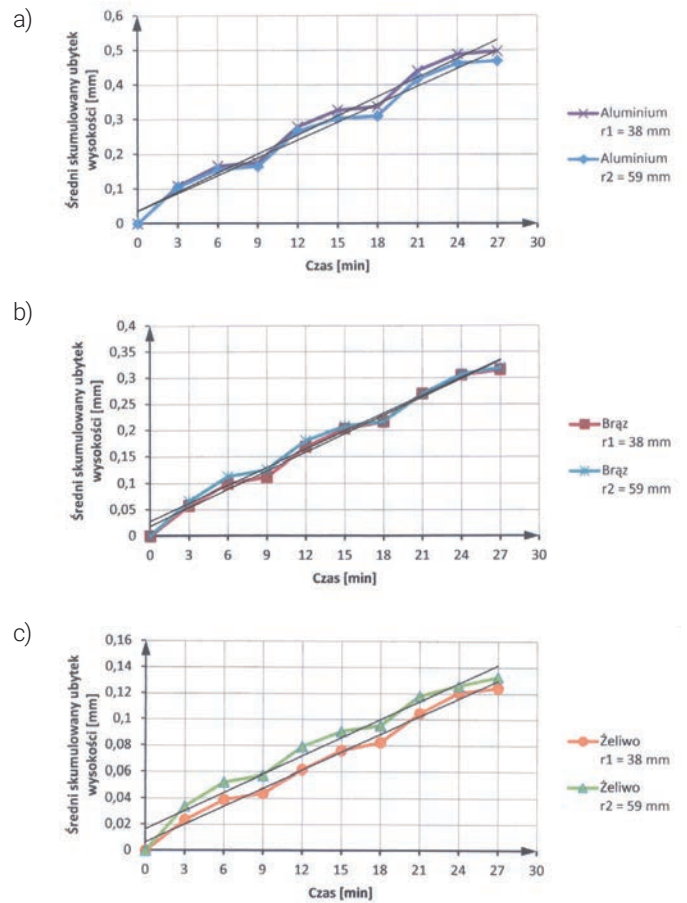 a)
Średni skumulowany ubytek
wysokości [mm]
0,6
0,5
0,4
0,3
0,2
0,1
0
0 3 6 9 12 15 18 21 24 27 30
Czas [min]
Aluminium
r1 = 38 mm
Aluminium
r2 = 59 mm
b)
Średni skumulowany ubytek
wysokości [mm]
0,4
0,35
0,3
0,25
0,2
0,15
0,1
0,05
0
0 3 6 9 12 15 18 21 24 27 30
Czas [min]
Brąz
r1 = 38 mm
Brąz
r2 = 59 mm
c)
Średni skumulowany ubytek
wysokości [mm]
0,16
0,14
0,12
0,1
0,08
0,06
0,04
0,02
0
0 3 6 9 12 15 18 21 24 27 30
Czas [min]
Żeliwo
r1 = 38 mm
Żeliwo
r2 = 59 mm